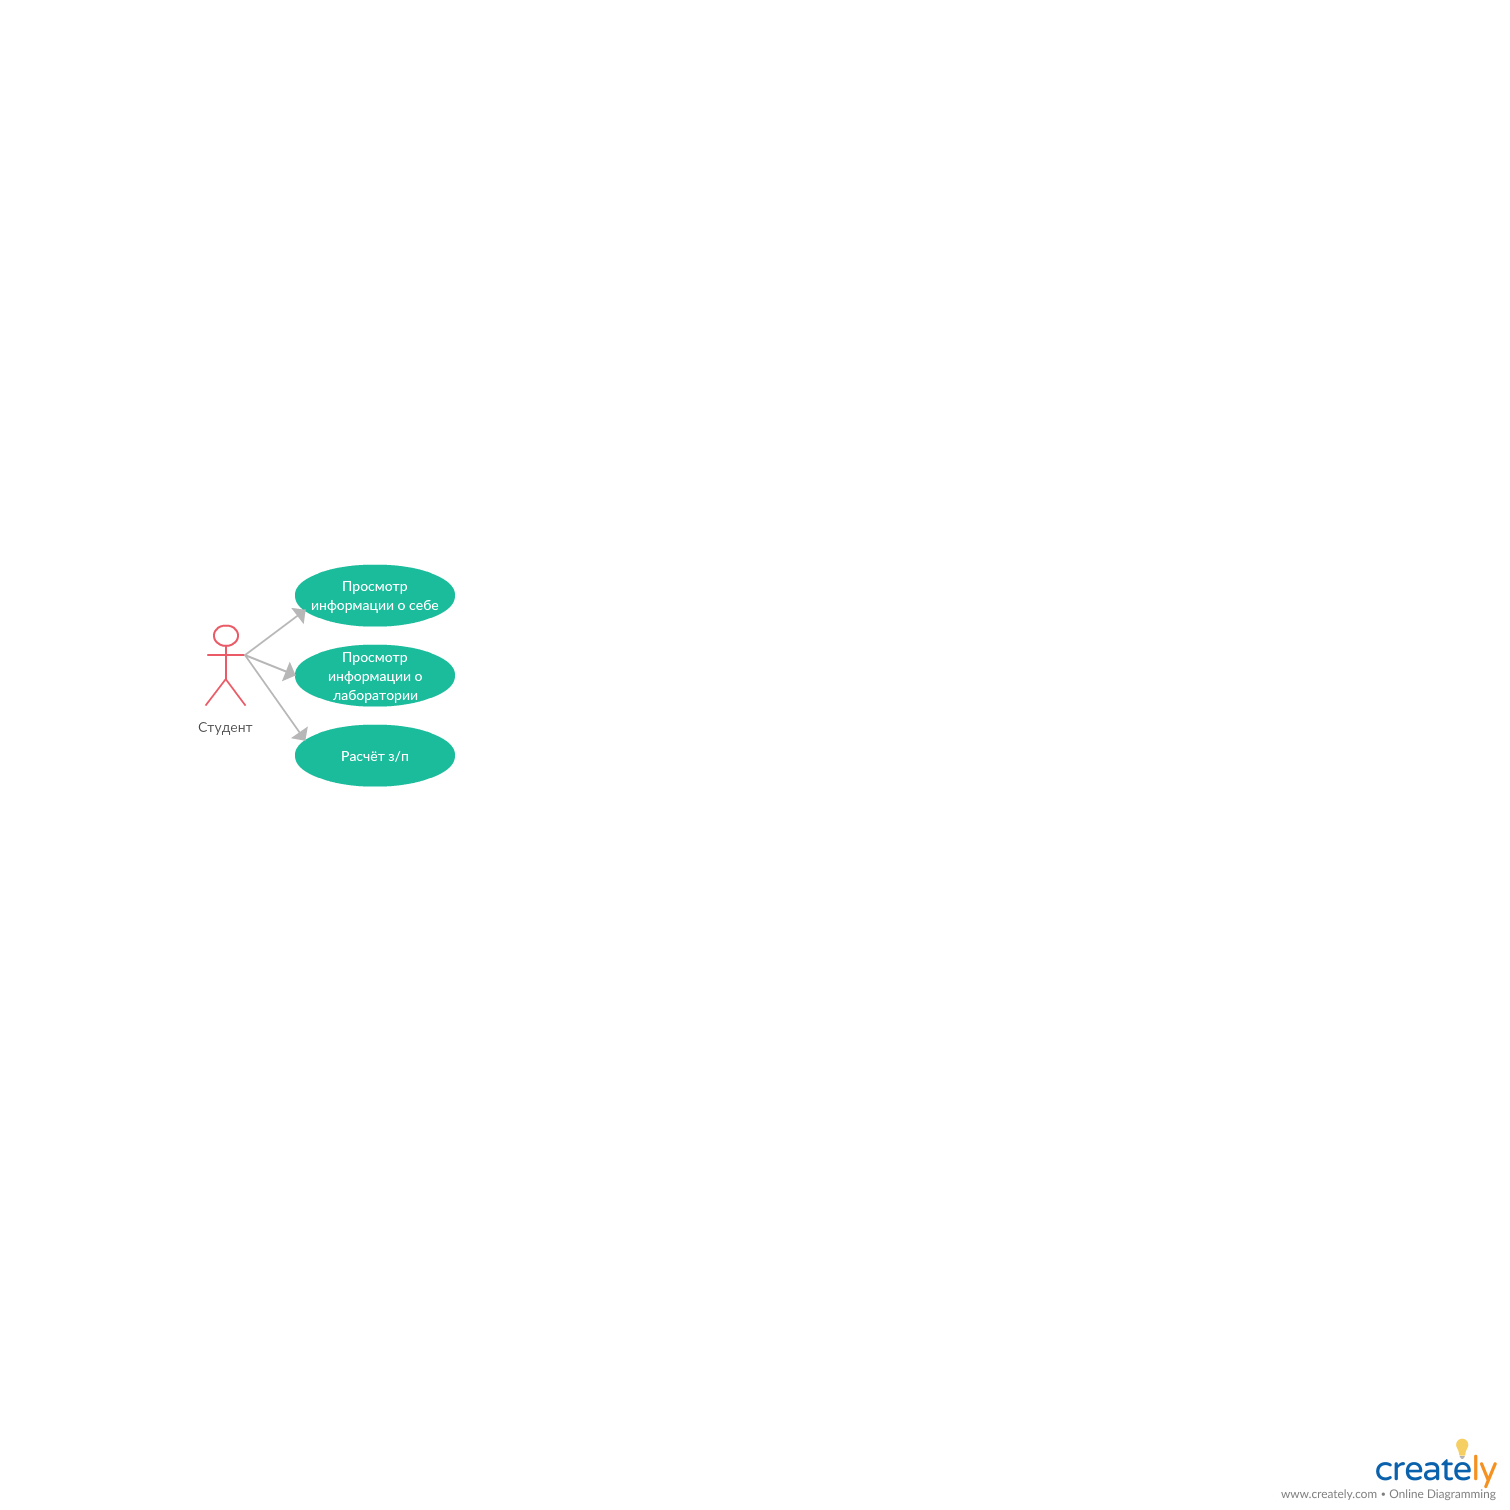 Просмотр
информации о себе
Просмотр
информации о
лаборатории
Студент
Расчёт з/п
creately
www.creately.com • Online Diagramming